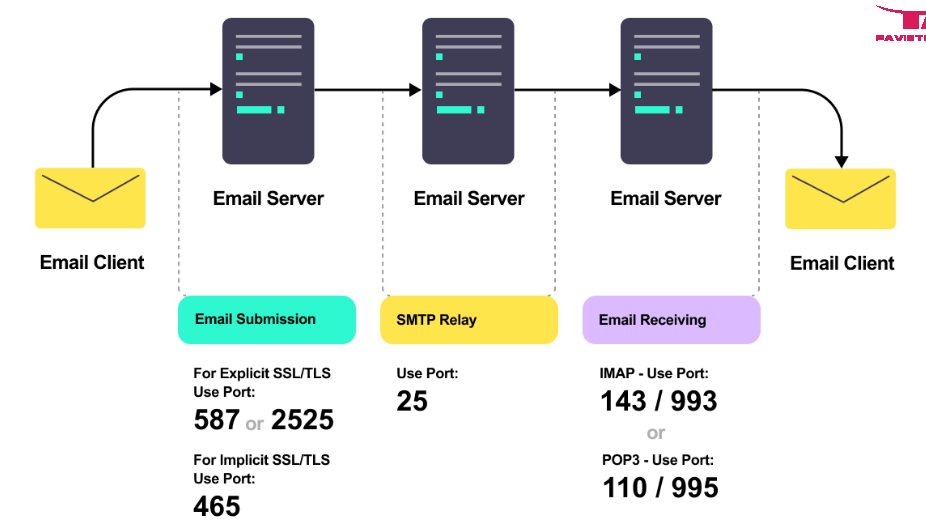 Email Server
Email Server
Email Server
Email Client
Email Client
Email Submission
SMTP Relay
Email Receiving
For Explicit SSL/TLS
Use Port:
587 or 2525
For Implicit SSL/TLS
Use Port:
465
Use Port:
25
IMAP - Use Port:
143 / 993
or
POP3 - Use Port:
110 / 995